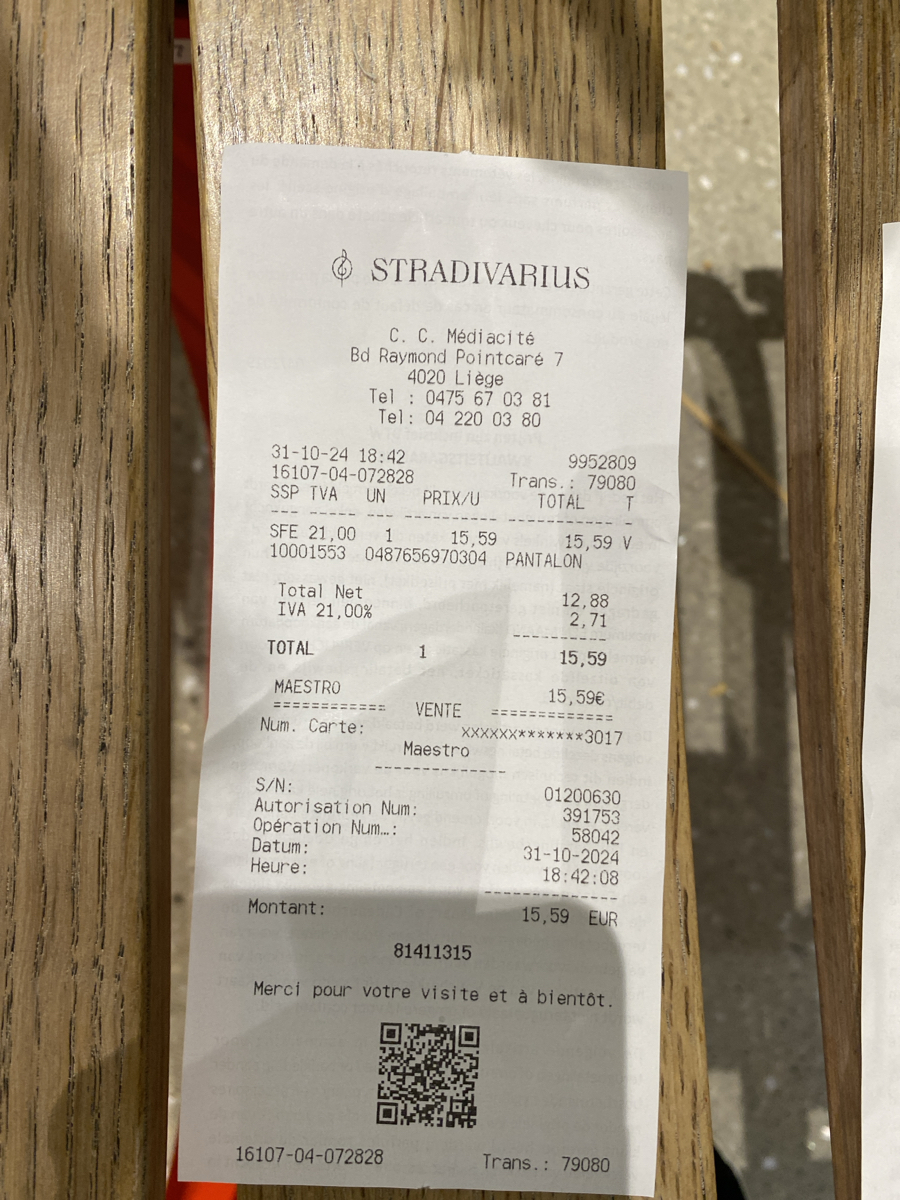 STRADIVARIUS
C. C. Médiacité
Bd Raymond Pointcaré 7
4020 Liège
Tel : 0475 67 03 81
Tel: 04 220 03 80
31-10-24 18:42 9952809
16107-04-072828 Trans.: 79080
SSP TVA UN PRIX/U TOTAL T
--- ---- --- -------- ----------- -
SFE 21,00 1 15,59 15,59 V
10001553 0487656970304 PANTALON
Total Net 12,88
IVA 21,00% 2,71
----------
TOTAL 1 15,59
MAESTRO 15,59€
============ VENTE =============
Num. Carte: xxxxxx*******3017
Maestro
--------------
S/N: 01200630
Autorisation Num: 391753
Opération Num…: 58042
Datum: 31-10-2024
Heure: 18:42:08
--------------
Montant: 15,59 EUR
81411315
Merci pour votre visite et à bientôt.
16107-04-072828 Trans.: 79080